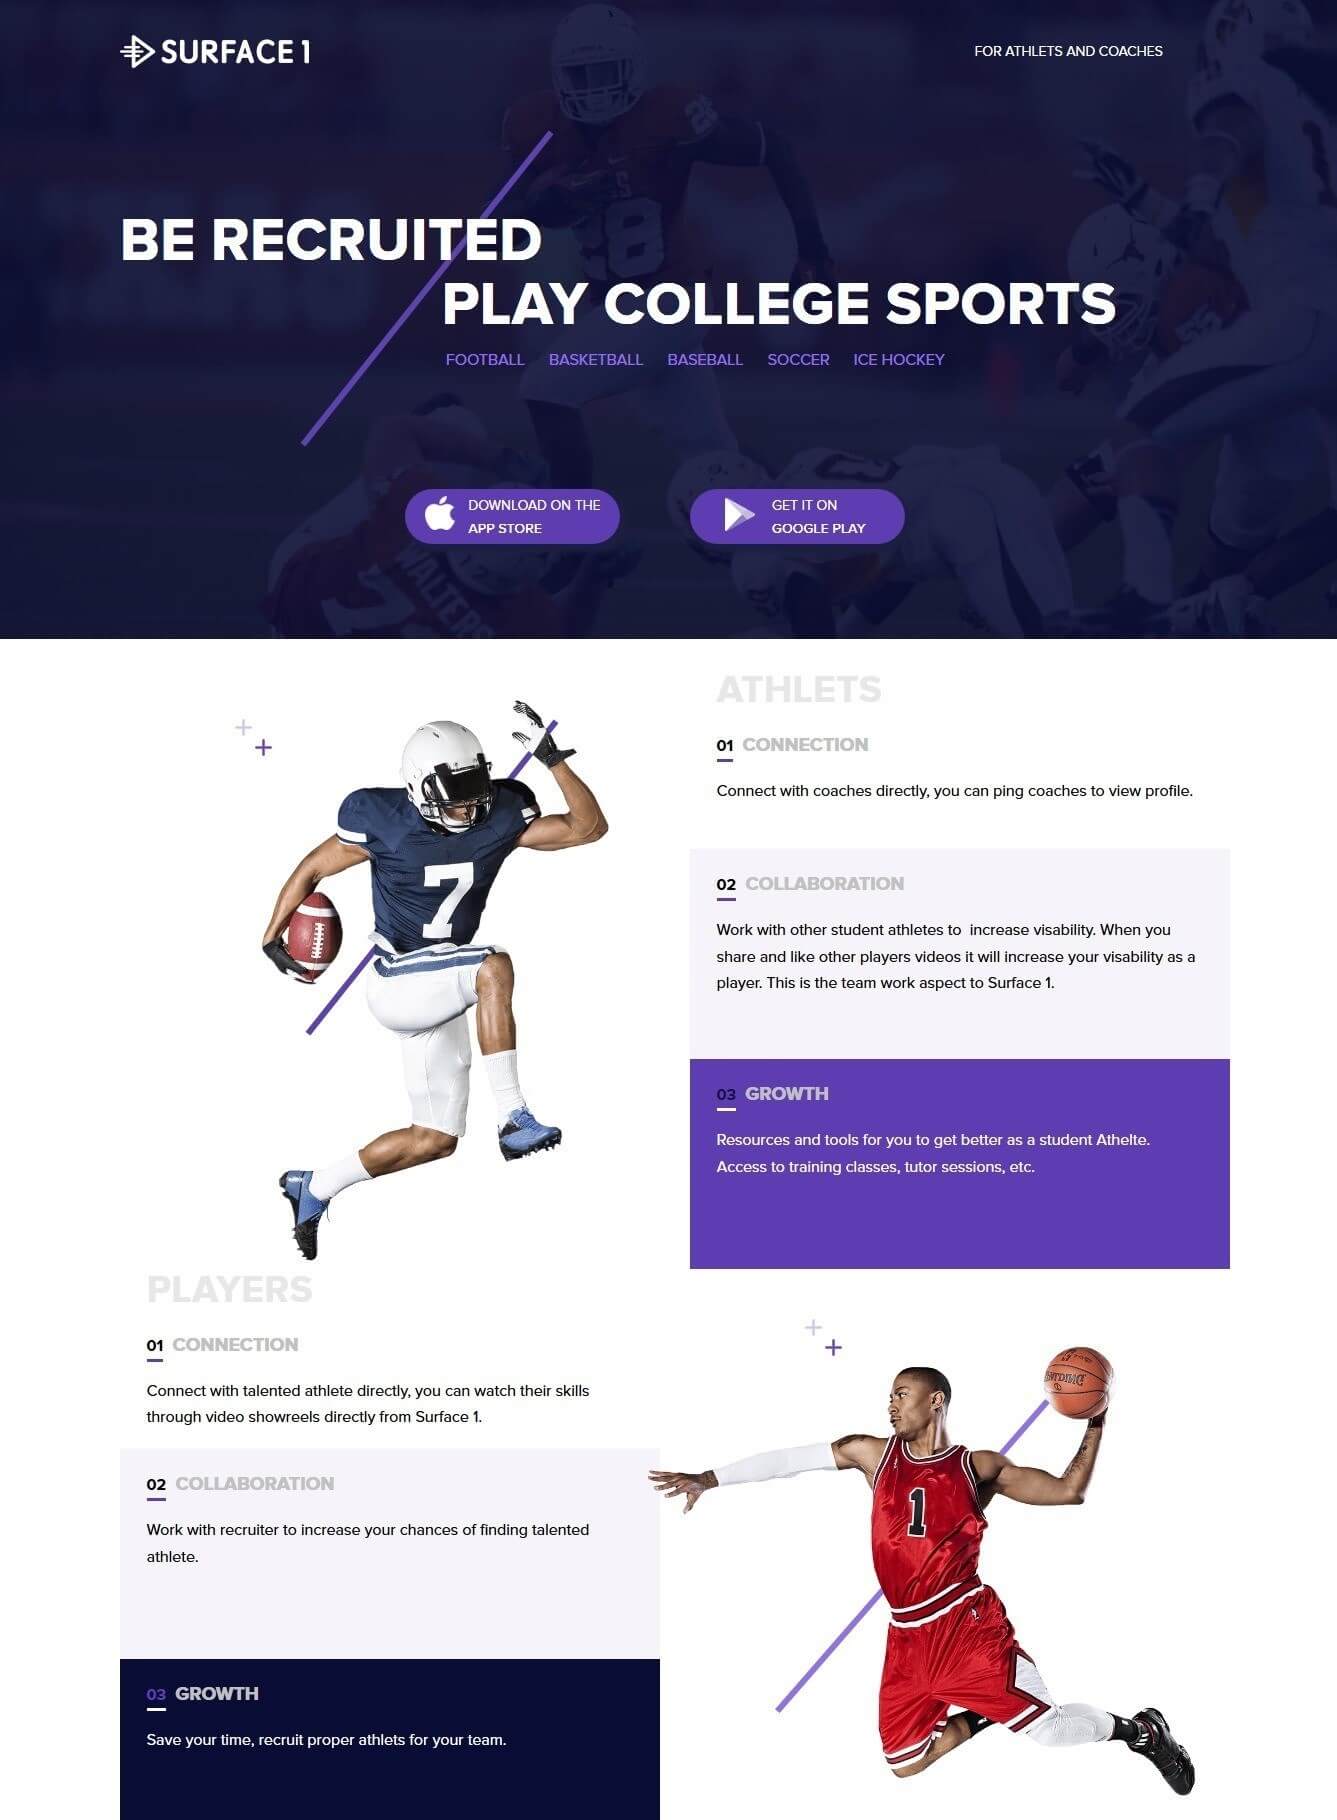 SURFACE 1
FOR ATHLETS AND COACHES
BE RECRUITED
PLAY COLLEGE SPORTS
FOOTBALL BASKETBALL BASEBALL SOCCER ICE HOCKEY
DOWNLOAD ON THE
APP STORE
GET IT ON
GOOGLE PLAY
WALTERS
28
7
ATHLETS
01 CONNECTION
Connect with coaches directly, you can ping coaches to view profile.
02 COLLABORATION
Work with other student athletes to  increase visability. When you
share and like other players videos it will increase your visability as a
player. This is the team work aspect to Surface 1.
03 GROWTH
Resources and tools for you to get better as a student Athelte.
Access to training classes, tutor sessions, etc.
PLAYERS
01 CONNECTION
Connect with talented athlete directly, you can watch their skills
through video showreels directly from Surface 1.
02 COLLABORATION
Work with recruiter to increase your chances of finding talented
athlete.
03 GROWTH
Save your time, recruit proper athlets for your team.
SPALDING
1